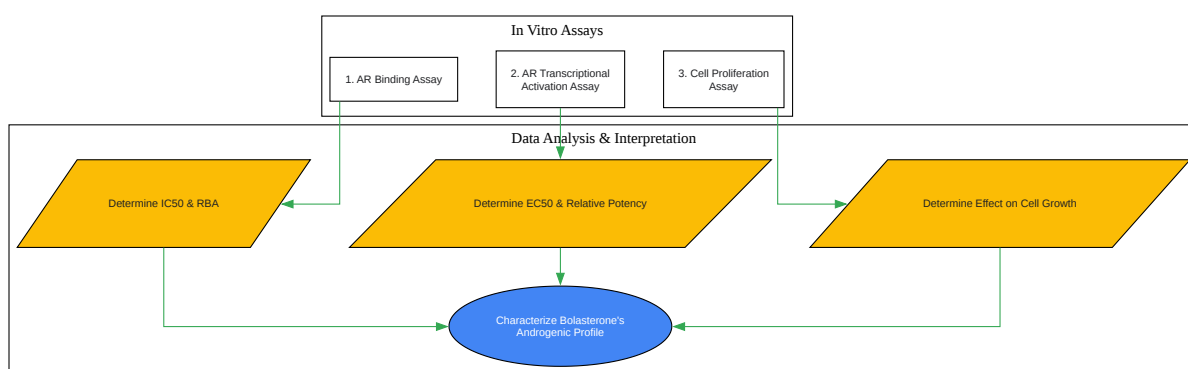 In Vitro Assays
1. AR Binding Assay
2. AR Transcriptional
Activation Assay
3. Cell Proliferation
Assay
Data Analysis & Interpretation
Determine IC50 & RBA
Determine EC50 & Relative Potency
Determine Effect on Cell Growth
Characterize Bolasterone's
Androgenic Profile